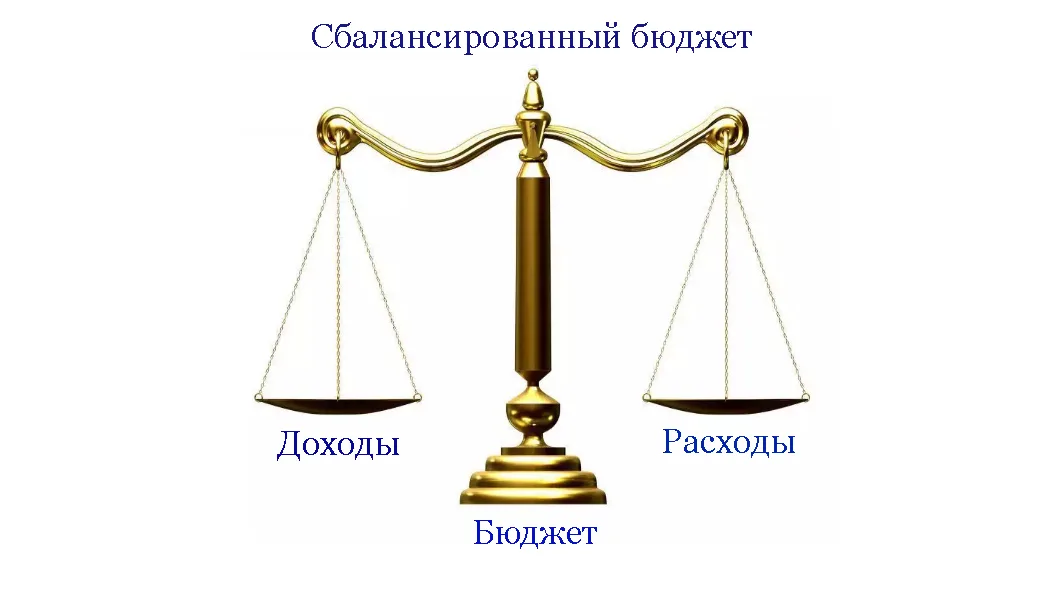 Сбалансированный бюджет
Доходы
Расходы
Бюджет